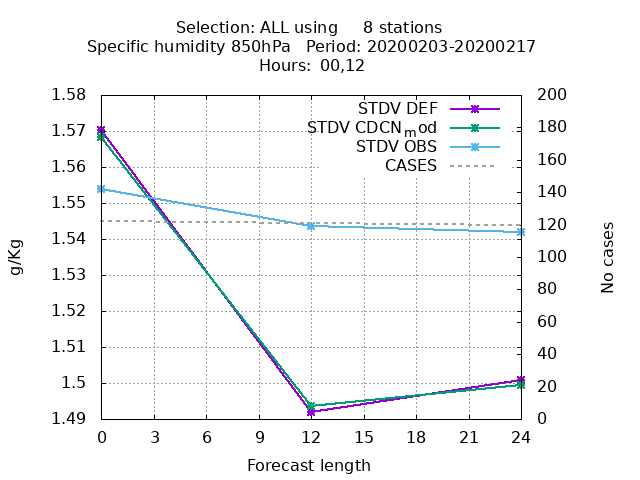 Selection: ALL using     8 stations
Specific humidity 850hPa   Period: 20200203-20200217
Hours: 00,12
STDV DEF
STDV CDCN_mod
STDV OBS
CASES
g/Kg
1.58
1.57
1.56
1.55
1.54
1.53
1.52
1.51
1.5
1.49
200
180
160
140
120
100
80
60
40
20
0
No cases
0 3 6 9 12 15 18 21 24
Forecast length